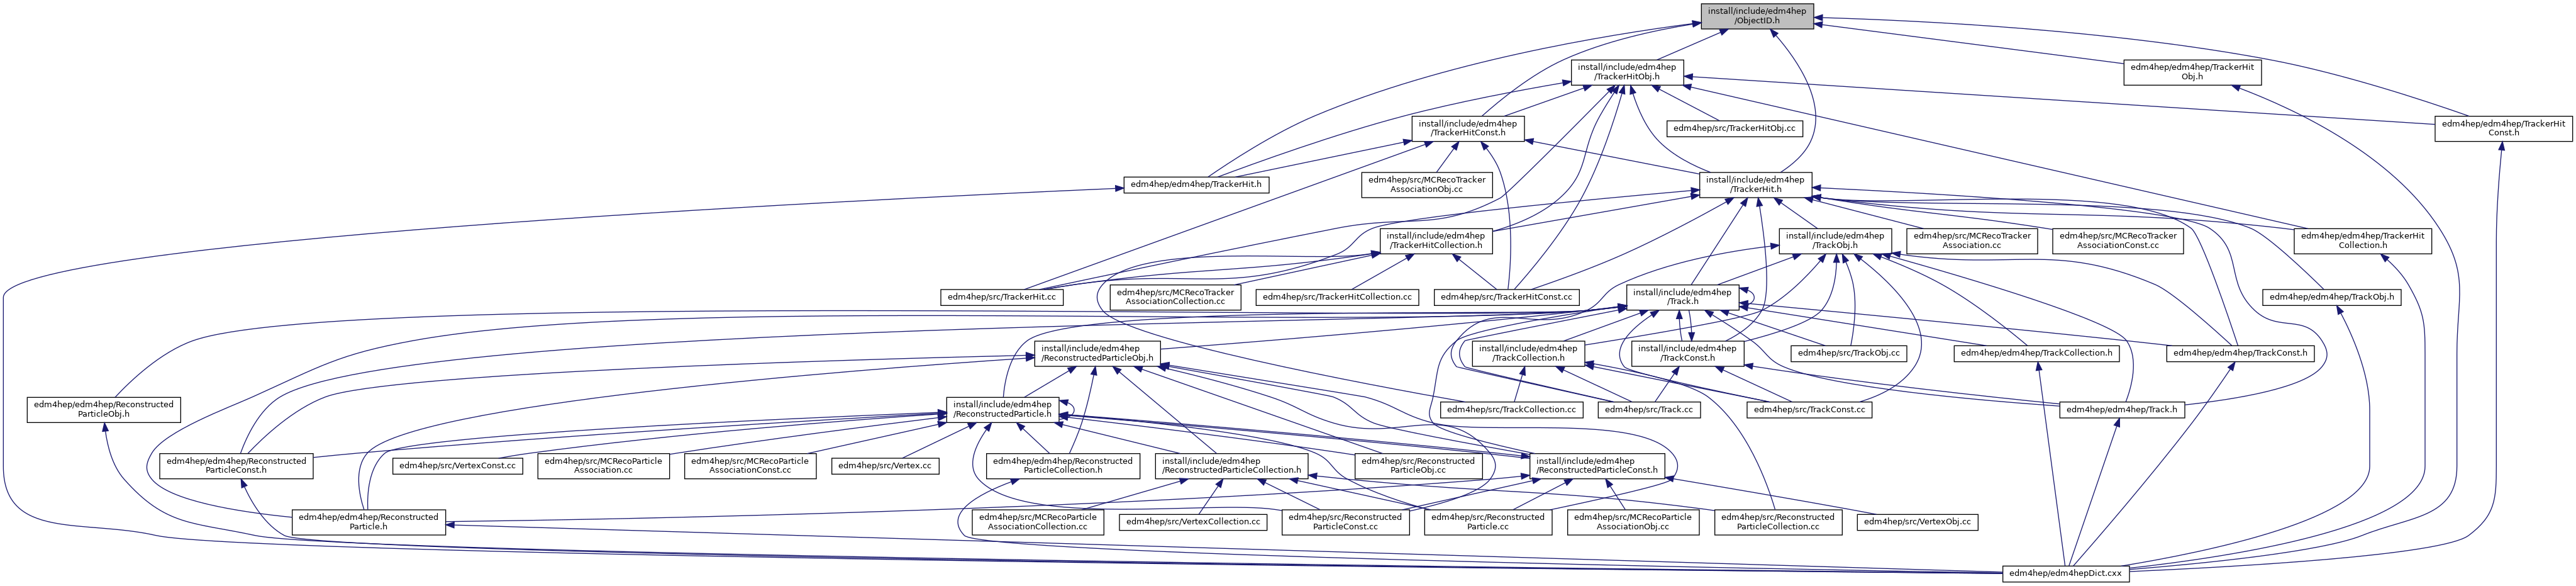 install/include/edm4hep
/ObjectID.h
install/include/edm4hep
/TrackerHitObj.h
edm4hep/edm4hep/TrackerHit
Obj.h
install/include/edm4hep
/TrackerHitConst.h
edm4hep/src/TrackerHitObj.cc
edm4hep/edm4hep/TrackerHit
Const.h
edm4hep/edm4hep/TrackerHit.h
edm4hep/src/MCRecoTracker
AssociationObj.cc
install/include/edm4hep
/TrackerHit.h
install/include/edm4hep
/TrackerHitCollection.h
install/include/edm4hep
/TrackObj.h
edm4hep/src/MCRecoTracker
Association.cc
edm4hep/src/MCRecoTracker
AssociationConst.cc
edm4hep/edm4hep/TrackerHit
Collection.h
edm4hep/src/TrackerHit.cc
edm4hep/src/MCRecoTracker
AssociationCollection.cc
edm4hep/src/TrackerHitCollection.cc
edm4hep/src/TrackerHitConst.cc
install/include/edm4hep
/Track.h
edm4hep/edm4hep/TrackObj.h
install/include/edm4hep
/ReconstructedParticleObj.h
install/include/edm4hep
/TrackCollection.h
install/include/edm4hep
/TrackConst.h
edm4hep/src/TrackObj.cc
edm4hep/edm4hep/TrackCollection.h
edm4hep/edm4hep/TrackConst.h
edm4hep/edm4hep/Reconstructed
ParticleObj.h
install/include/edm4hep
/ReconstructedParticle.h
edm4hep/src/TrackCollection.cc
edm4hep/src/Track.cc
edm4hep/src/TrackConst.cc
edm4hep/edm4hep/Track.h
edm4hep/edm4hep/Reconstructed
ParticleConst.h
edm4hep/src/VertexConst.cc
edm4hep/src/MCRecoParticle
Association.cc
edm4hep/src/MCRecoParticle
AssociationConst.cc
edm4hep/src/Vertex.cc
edm4hep/edm4hep/Reconstructed
ParticleCollection.h
install/include/edm4hep
/ReconstructedParticleCollection.h
edm4hep/src/Reconstructed
ParticleObj.cc
install/include/edm4hep
/ReconstructedParticleConst.h
edm4hep/edm4hep/Reconstructed
Particle.h
edm4hep/src/MCRecoParticle
AssociationCollection.cc
edm4hep/src/VertexCollection.cc
edm4hep/src/Reconstructed
ParticleConst.cc
edm4hep/src/Reconstructed
Particle.cc
edm4hep/src/MCRecoParticle
AssociationObj.cc
edm4hep/src/Reconstructed
ParticleCollection.cc
edm4hep/src/VertexObj.cc
edm4hep/edm4hepDict.cxx